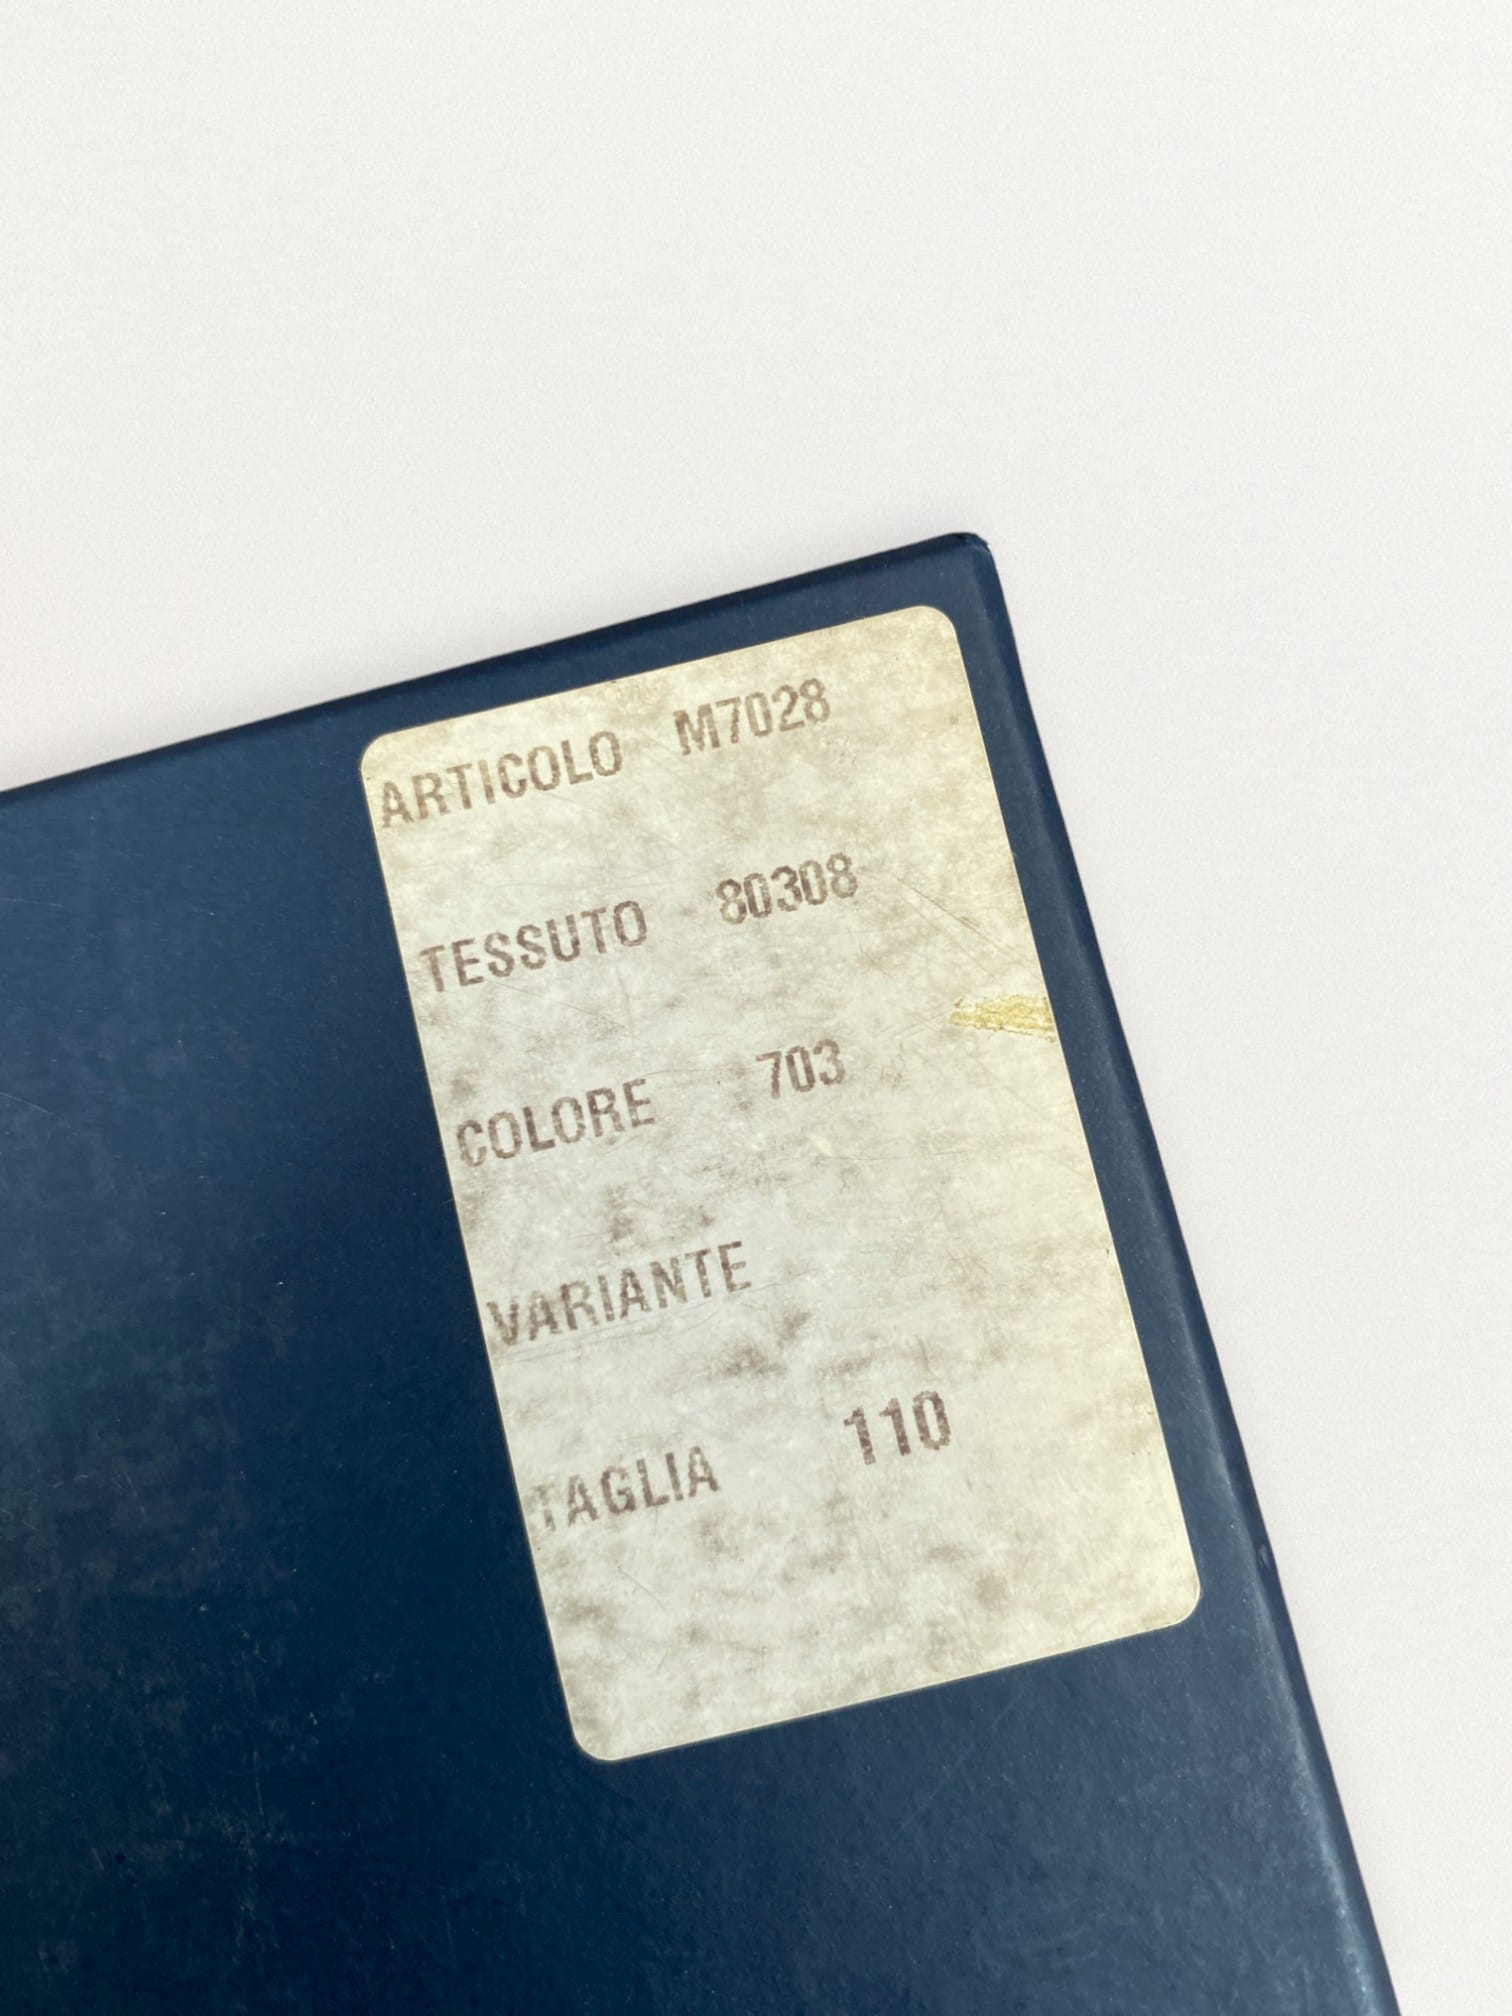 ARTICOLO M7028
TESSUTO 80308
COLORE 703
VARIANTE
TAGLIA 110